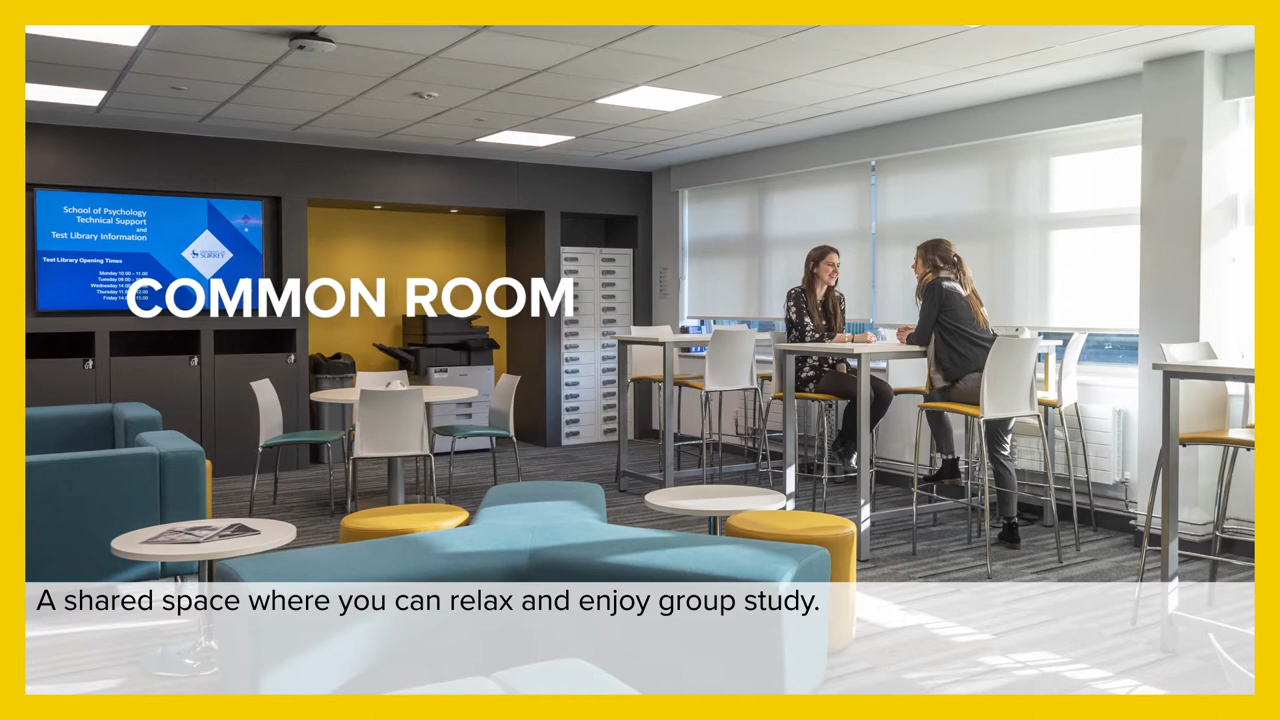 School of Psychology
Technical Support
and
Test Library Information
SURREY
Test Library Opening Times
Monday 10:00 – 11:00
COMMON ROOM
A shared space where you can relax and enjoy group study.